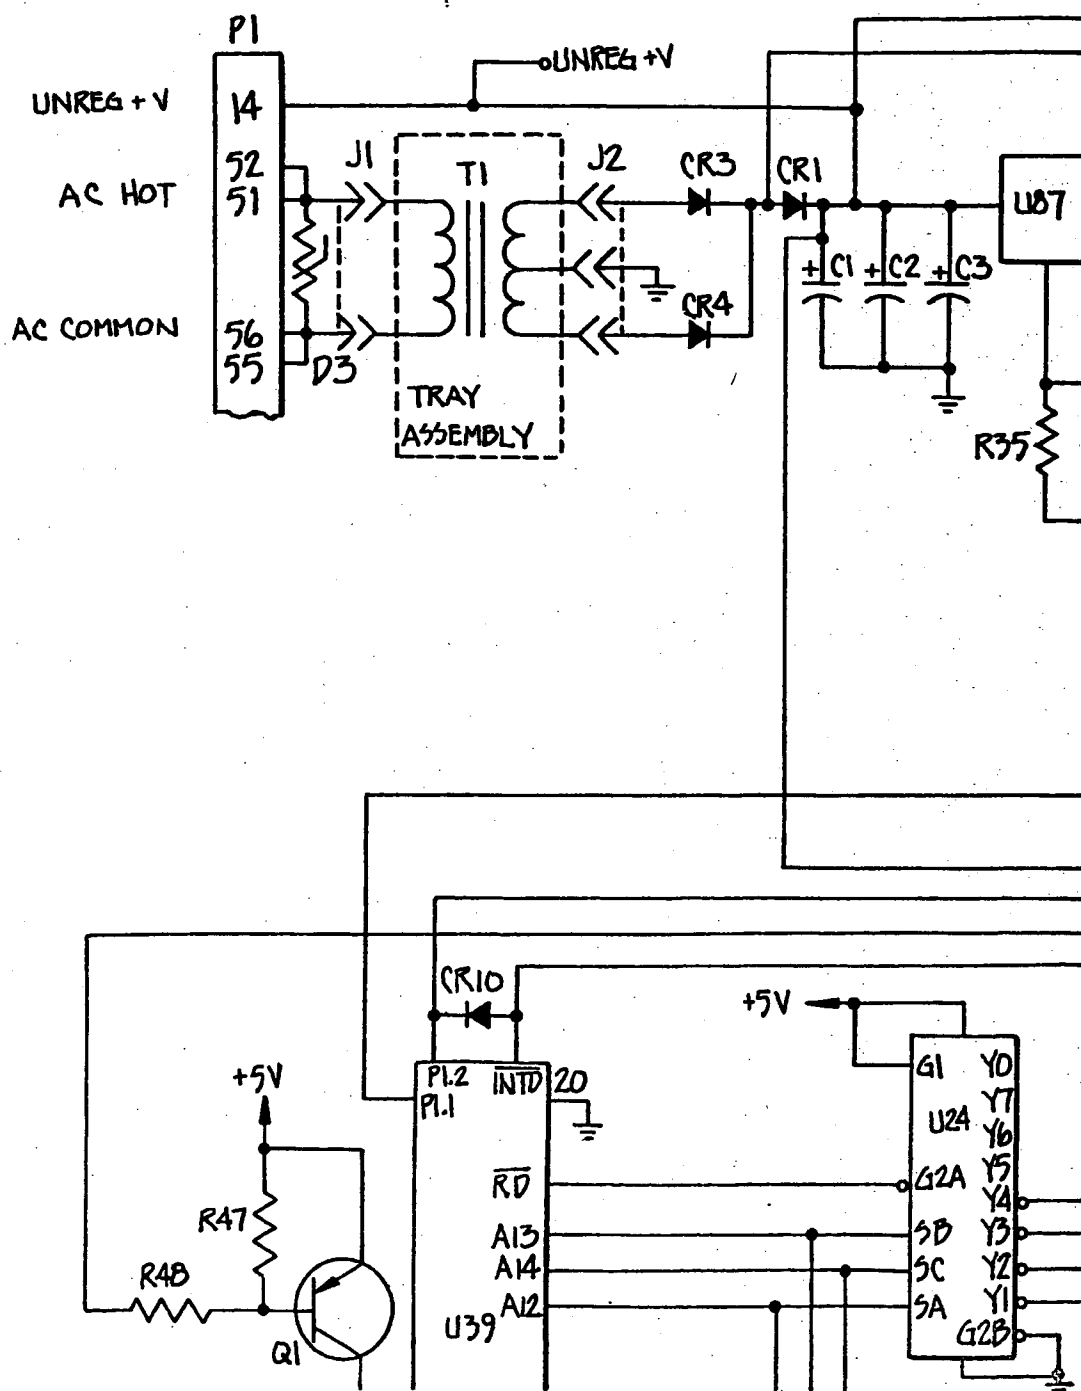 P1
UNREG +V
UNREG + V
14
J1
T1
J2
CR3
CR1
52
AC HOT
51
U87
+
C1
+
C2
+
C3
CR4
AC COMMON
56
55
D3
TRAY
ASSEMBLY
R35
CR10
+5V
+5V
P1.2
INTO
20
P1.1
G1
Y0
Y7
U24
Y6
Y5
RD
G2A
Y4
R47
A13
SB
Y3
A14
SC
Y2
R48
A12
SA
Y1
U39
G2B
Q1